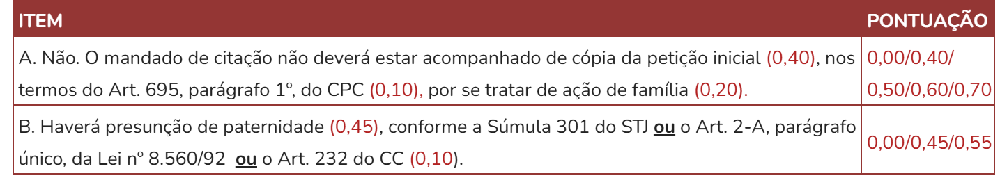 ITEM PONTUAÇÃO
A. Não. O mandado de citação não deverá estar acompanhado de cópia da petição inicial (0,40), nos 0,00/0,40/
termos do Art. 695, parágrafo 1º, do CPC (0,10), por se tratar de ação de família (0,20). 0,50/0,60/0,70
B. Haverá presunção de paternidade (0,45), conforme a Súmula 301 do STJ ou o Art. 2-A, parágrafo
único, da Lei nº 8.560/92 ou o Art. 232 do CC (0,10). 0,00/0,45/0,55